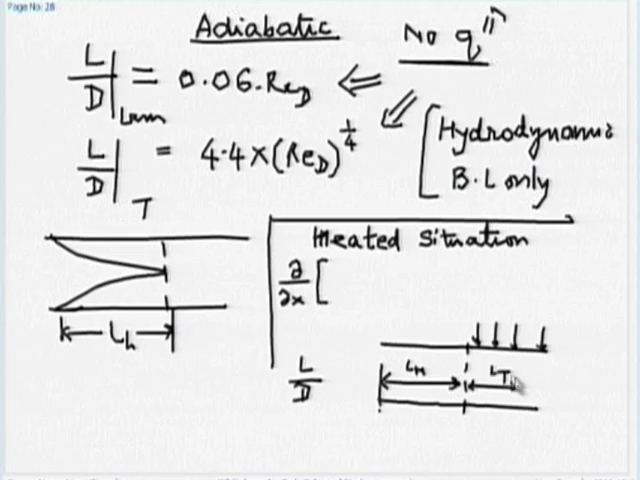 Page No: 28
Adiabatic
No q"
L/D|Lam = 0.06.ReD ⇐
L/D|T = 4.4×(ReD)^1/4
[Hydrodynamic
B.L only
Heated Situation
∂/∂x [
Lh
L/D
LH
LT